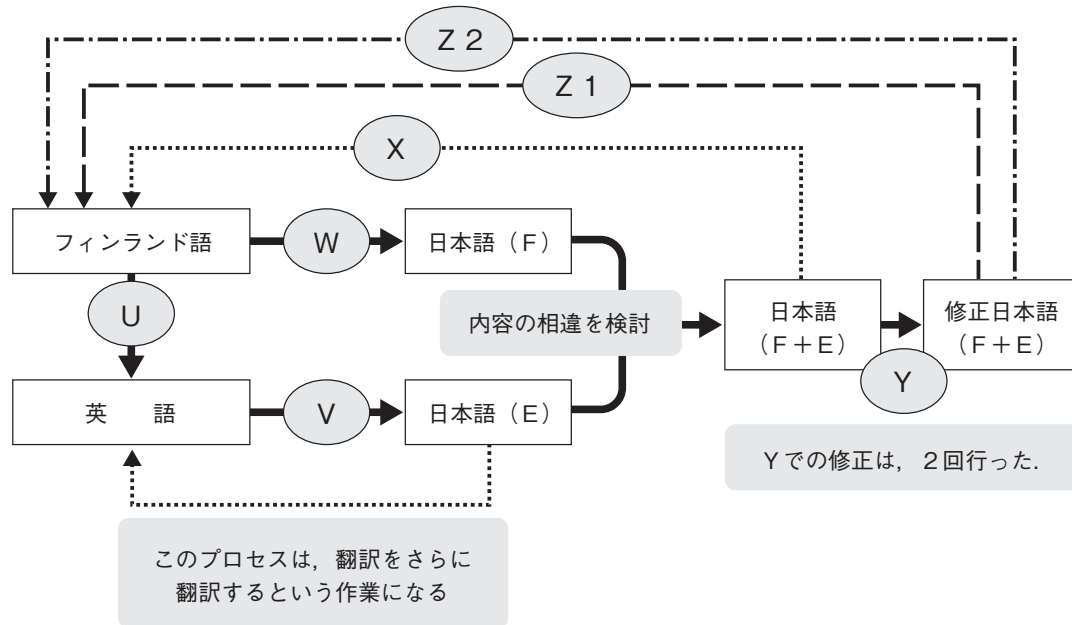 Z 2
Z 1
X
フィンランド語
W
日本語（F）
U
内容の相違を検討
日本語
（F＋E）
修正日本語
（F＋E）
Y
英　　語
V
日本語（E）
Yでの修正は，2回行った．
このプロセスは，翻訳をさらに
翻訳するという作業になる